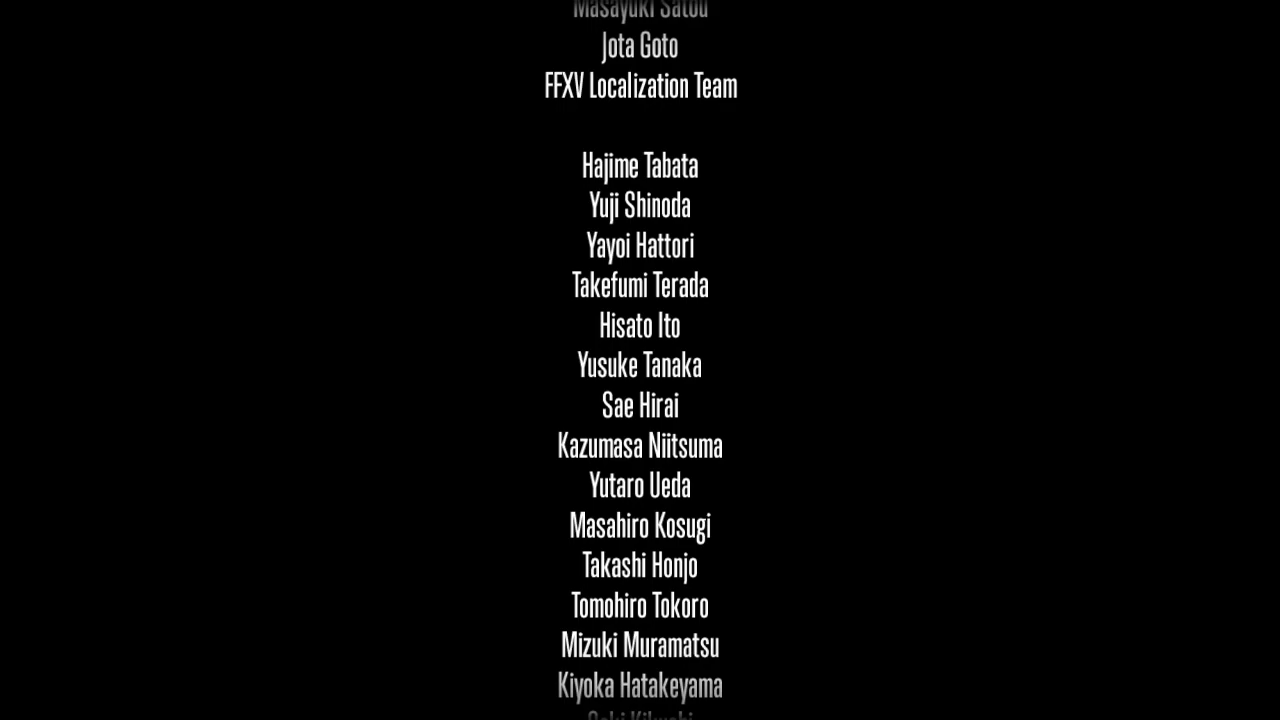 Masayuki Satou
Jota Goto
FFXV Localization Team
Hajime Tabata
Yuji Shinoda
Yayoi Hattori
Takefumi Terada
Hisato Ito
Yusuke Tanaka
Sae Hirai
Kazumasa Niitsuma
Yutaro Ueda
Masahiro Kosugi
Takashi Honjo
Tomohiro Tokoro
Mizuki Muramatsu
Kiyoka Hatakeyama